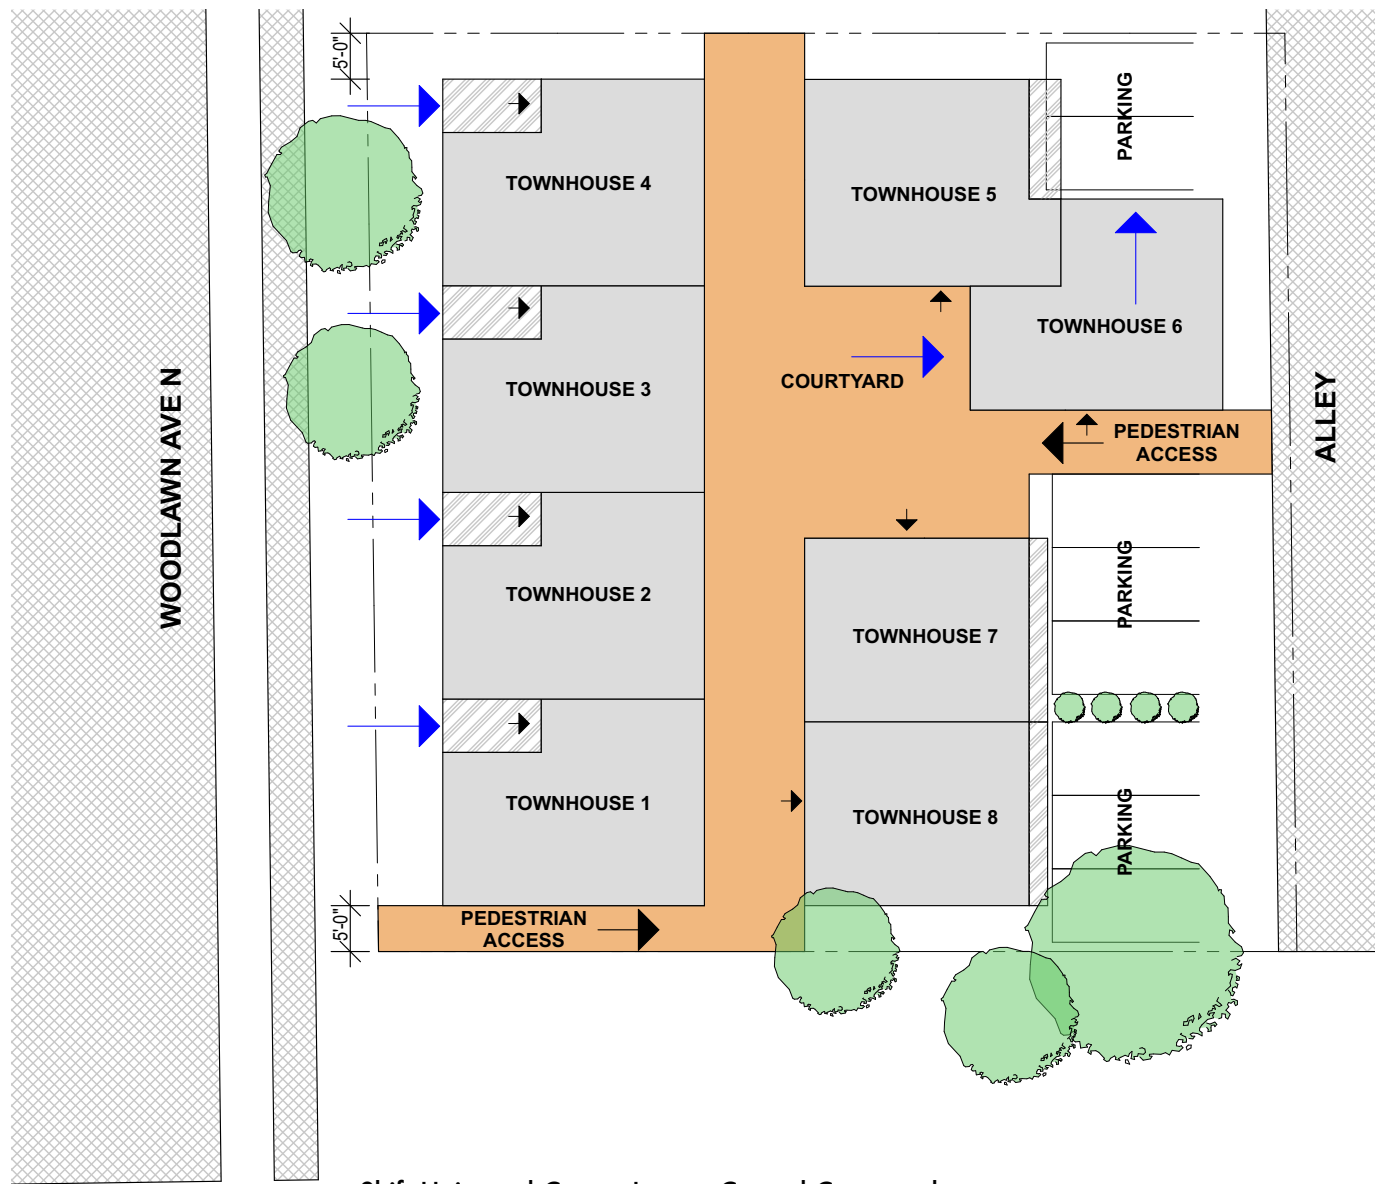 5'-0"
PARKING
TOWNHOUSE 4
TOWNHOUSE 5
TOWNHOUSE 6
COURTYARD
TOWNHOUSE 3
WOODLAWN AVE N
ALLEY
PEDESTRIAN
ACCESS
PARKING
TOWNHOUSE 2
TOWNHOUSE 7
TOWNHOUSE 1
TOWNHOUSE 8
PARKING
5'-0"
PEDESTRIAN
ACCESS